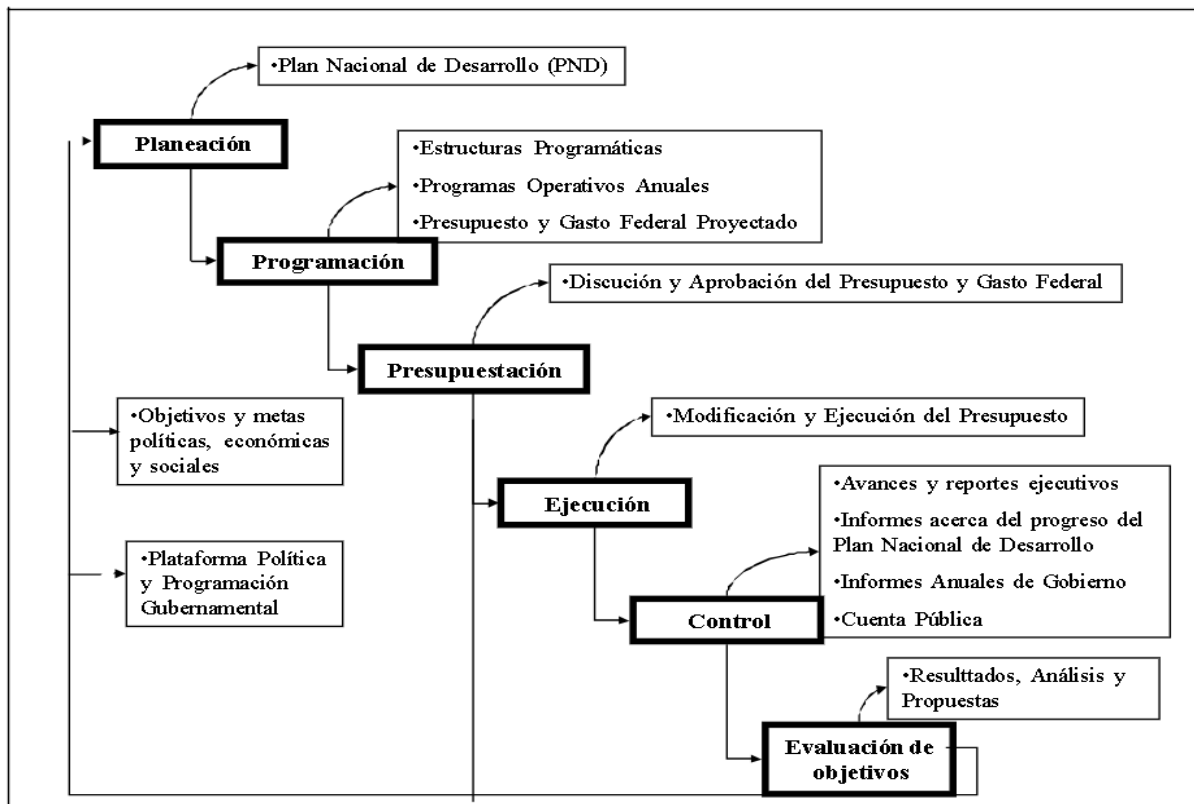 •Plan Nacional de Desarrollo (PND)
Planeación
•Estructuras Programáticas
•Programas Operativos Anuales
•Presupuesto y Gasto Federal Proyectado
Programación
•Discución y Aprobación del Presupuesto y Gasto Federal
Presupuestación
•Objetivos y metas
políticas, económicas
y sociales
•Modificación y Ejecución del Presupuesto
Ejecución
•Avances y reportes ejecutivos
•Informes acerca del progreso del
Plan Nacional de Desarrollo
•Informes Anuales de Gobierno
•Cuenta Pública
•Plataforma Política
y Programación
Gubernamental
Control
•Resulttados, Análisis y
Propuestas
Evaluación de
objetivos